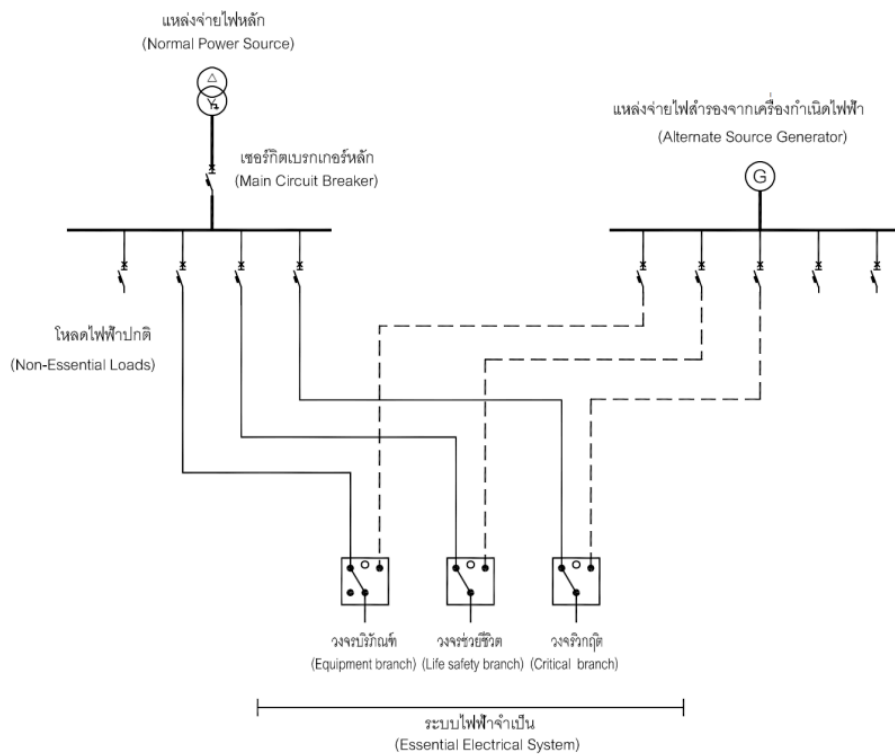 แหล่งจ่ายไฟหลัก
(Normal Power Source)
แหล่งจ่ายไฟสำรองจากเครื่องกำเนิดไฟฟ้า
(Alternate Source Generator)
เซอร์กิตเบรกเกอร์หลัก
(Main Circuit Breaker)
G
โหลดไฟฟ้าปกติ
(Non-Essential Loads)
วงจรบริภัณฑ์
(Equipment branch)
วงจรช่วยชีวิต
(Life safety branch)
วงจรวิกฤติ
(Critical branch)
ระบบไฟฟ้าจำเป็น
(Essential Electrical System)